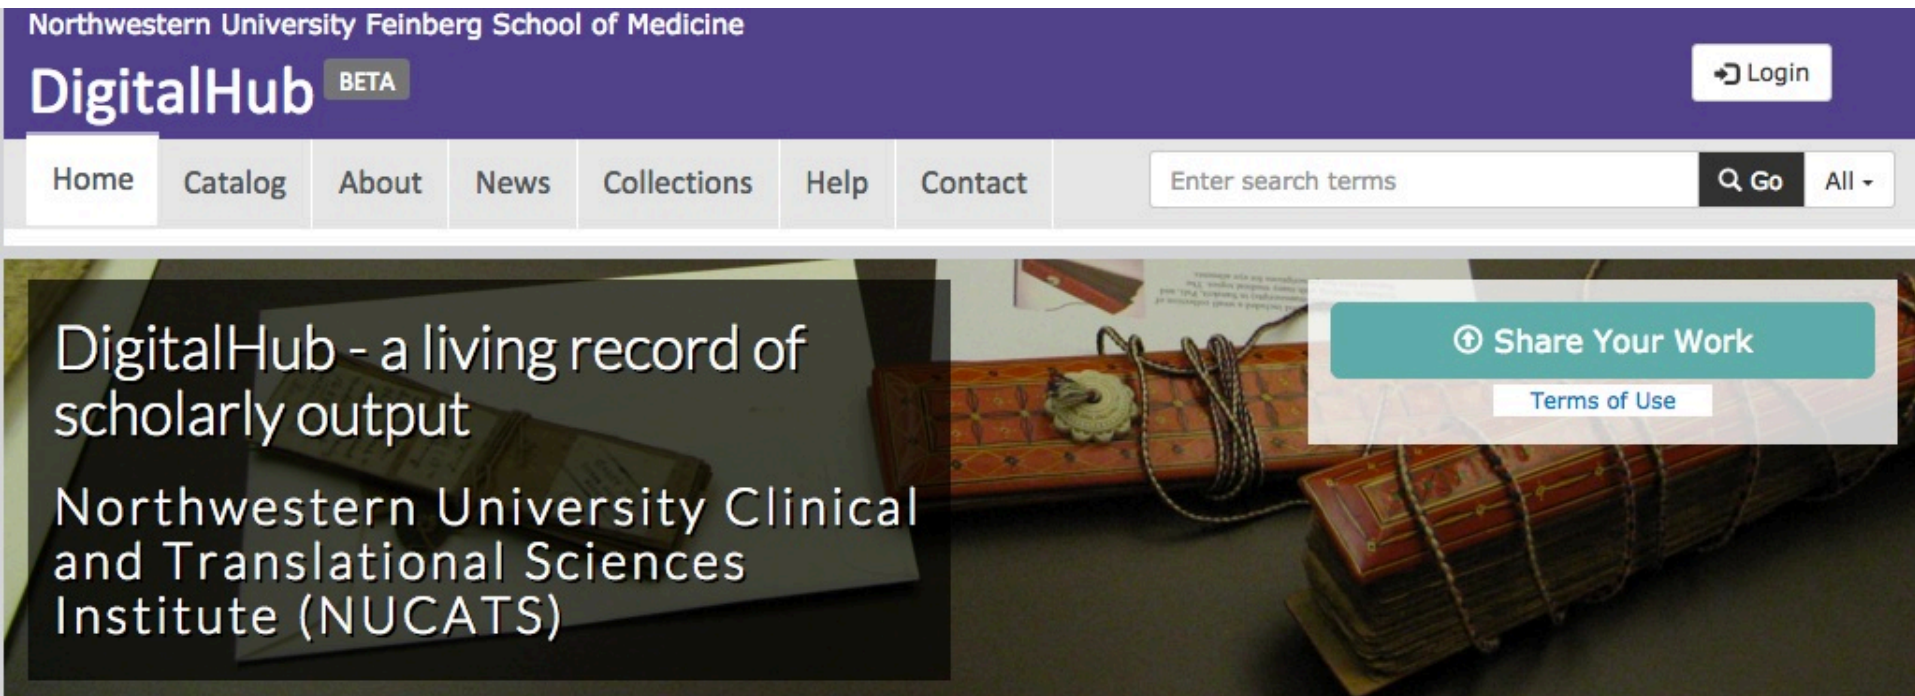 Northwestern University Feinberg School of Medicine
DigitalHub BETA
Login
Home Catalog About News Collections Help Contact Enter search terms Go All
DigitalHub - a living record of
scholarly output
Northwestern University Clinical
and Translational Sciences
Institute (NUCATS)
Share Your Work
Terms of Use